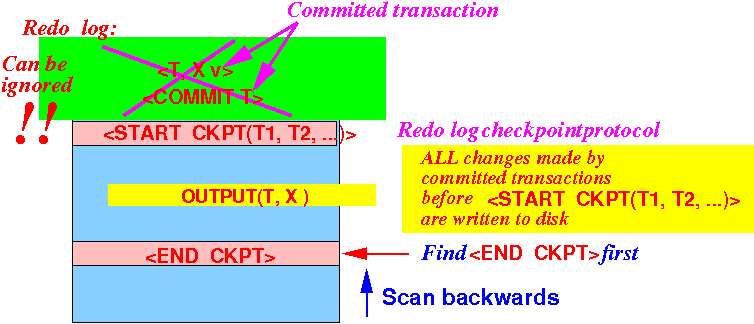 Committed transaction
Redo log:
Can be
ignored
!!
<T, X v>
<COMMIT T>
<START CKPT(T1, T2, ...)>
Redo log checkpoint protocol
ALL changes made by
committed transactions
before <START CKPT(T1, T2, ...)>
are written to disk
OUTPUT(T, X )
<END CKPT>
Find <END CKPT> first
Scan backwards